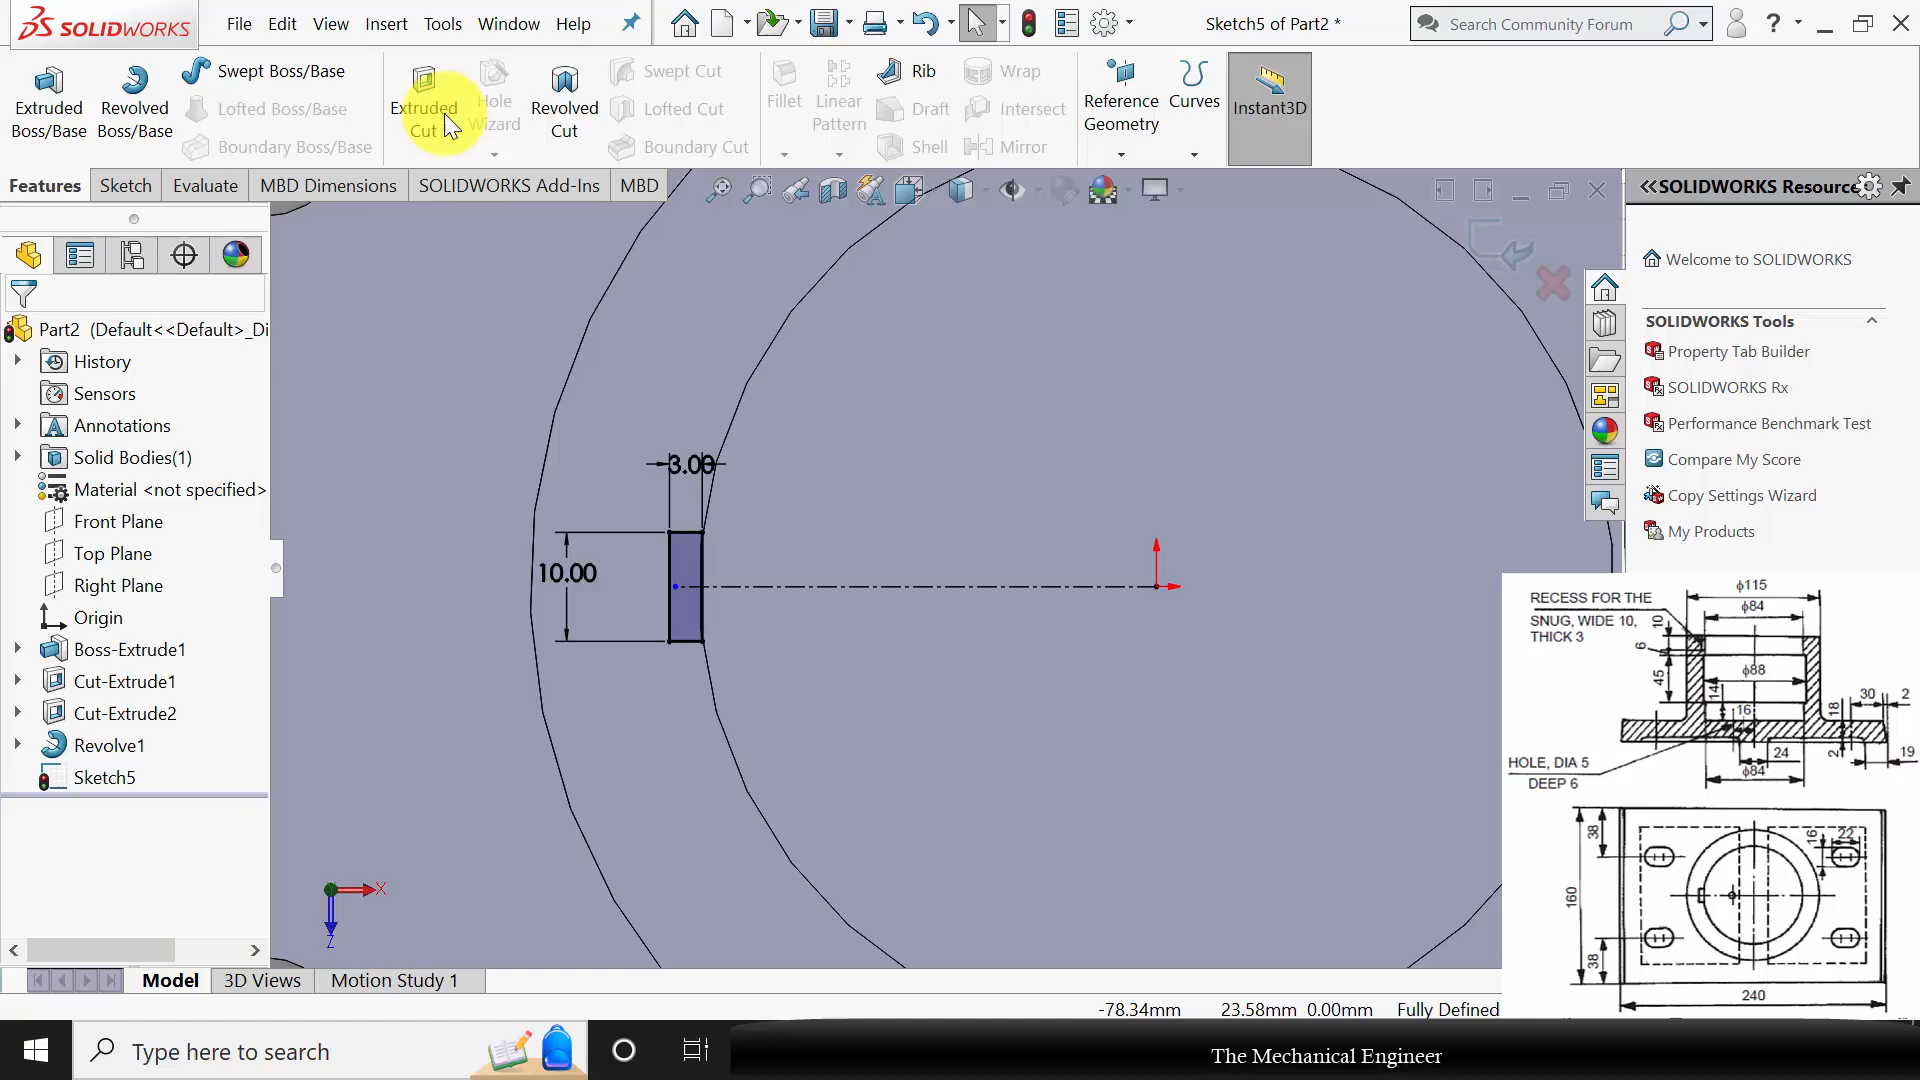 SOLIDWORKS
File Edit View Insert Tools Window Help
Sketch5 of Part2 *
Search Community Forum
Extruded Boss/Base
Revolved Boss/Base
Swept Boss/Base
Lofted Boss/Base
Boundary Boss/Base
Extruded Cut
Hole Wizard
Revolved Cut
Swept Cut
Lofted Cut
Boundary Cut
Fillet
Linear Pattern
Rib
Draft
Shell
Wrap
Intersect
Mirror
Reference Geometry
Curves
Instant3D
Features Sketch Evaluate MBD Dimensions SOLIDWORKS Add-Ins MBD
Part2 (Default<<Default>_Di
History
Sensors
Annotations
Solid Bodies(1)
Material <not specified>
Front Plane
Top Plane
Right Plane
Origin
Boss-Extrude1
Cut-Extrude1
Cut-Extrude2
Revolve1
Sketch5
3.00
10.00
X
Z
SOLIDWORKS Resource
Welcome to SOLIDWORKS
SOLIDWORKS Tools
Property Tab Builder
SOLIDWORKS Rx
Performance Benchmark Test
Compare My Score
Copy Settings Wizard
My Products
RECESS FOR THE
SNUG, WIDE 10,
THICK 3
ϕ115
ϕ84
10
6
45
ϕ88
14
16
18
30
2
HOLE, DIA 5
DEEP 6
24
2
19
ϕ84
38
16
22
160
38
240
Model 3D Views Motion Study 1
-78.34mm 23.58mm 0.00mm Fully Defined
Type here to search
The Mechanical Engineer